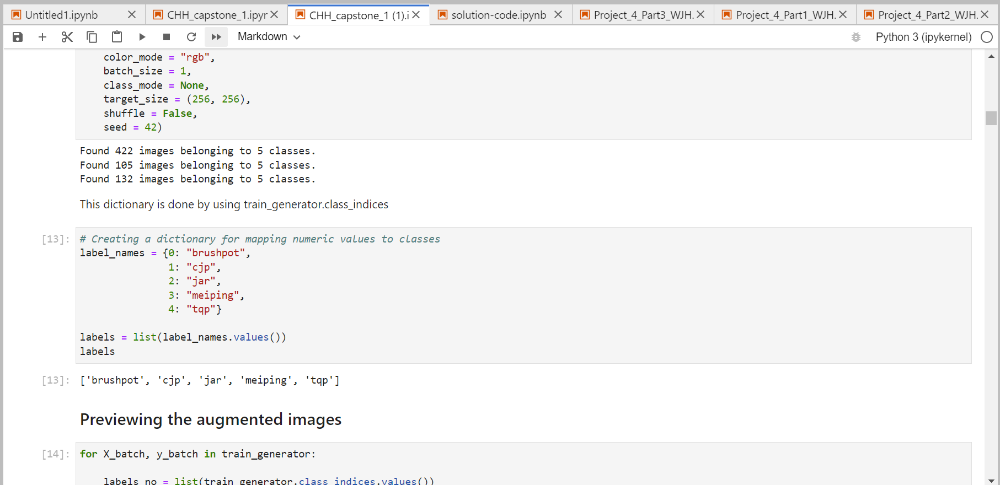 Untitled1.ipynb
CHH_capstone_1.ipyr
CHH_capstone_1 (1).i
solution-code.ipynb
Project_4_Part3_WJH.
Project_4_Part1_WJH.
Project_4_Part2_WJH.
Markdown
Python 3 (ipykernel)
color_mode = "rgb",
batch_size = 1,
class_mode = None,
target_size = (256, 256),
shuffle = False,
seed = 42)
Found 422 images belonging to 5 classes.
Found 105 images belonging to 5 classes.
Found 132 images belonging to 5 classes.
This dictionary is done by using train_generator.class_indices
[13]: # Creating a dictionary for mapping numeric values to classes
label_names = {0: "brushpot",
1: "cjp",
2: "jar",
3: "meiping",
4: "tqp"}
labels = list(label_names.values())
labels
[13]: ['brushpot', 'cjp', 'jar', 'meiping', 'tqp']
Previewing the augmented images
[14]: for X_batch, y_batch in train_generator:
labels_no = list(train_generator.class_indices.values())